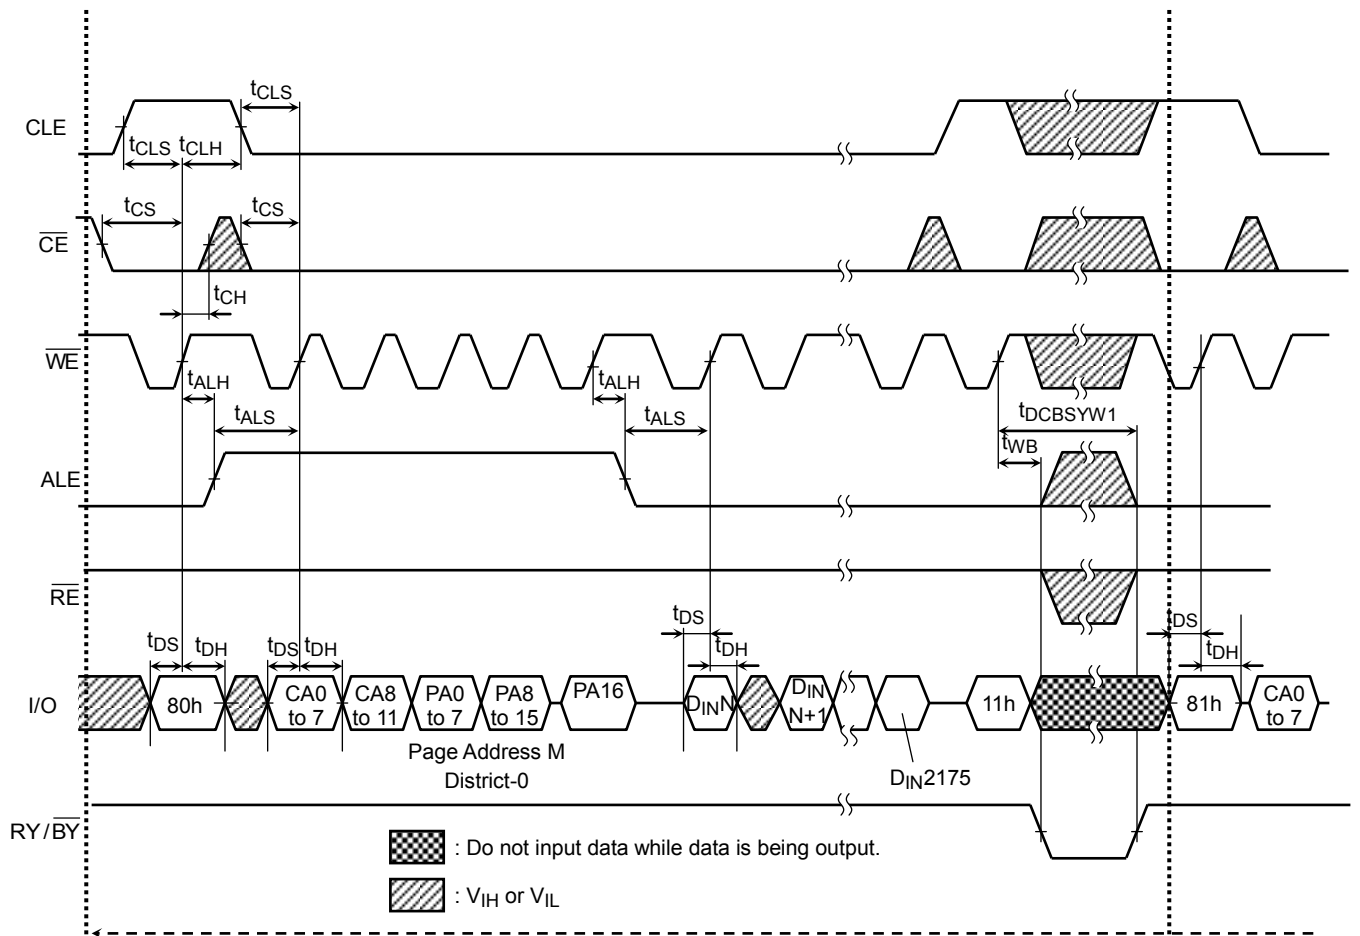 tCLS
CLE
tCLS tCLH
tCS tCS
CE
tCH
WE
tALH tALH
tALS tALS tDCBSYW1
tWB
ALE
RE
tDS tDH tDS tDH tDS tDH tDS tDH
I/O
80h
CA0 to 7
CA8 to 11
PA0 to 7
PA8 to 15
PA16
DINN
DIN N+1
11h
81h
CA0 to 7
Page Address M
District-0
DIN2175
RY/BY
: Do not input data while data is being output.
: VIH or VIL